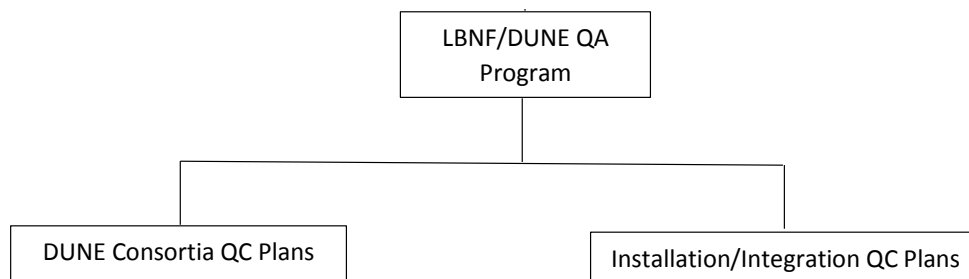 LBNF/DUNE QA
Program
DUNE Consortia QC Plans
Installation/Integration QC Plans